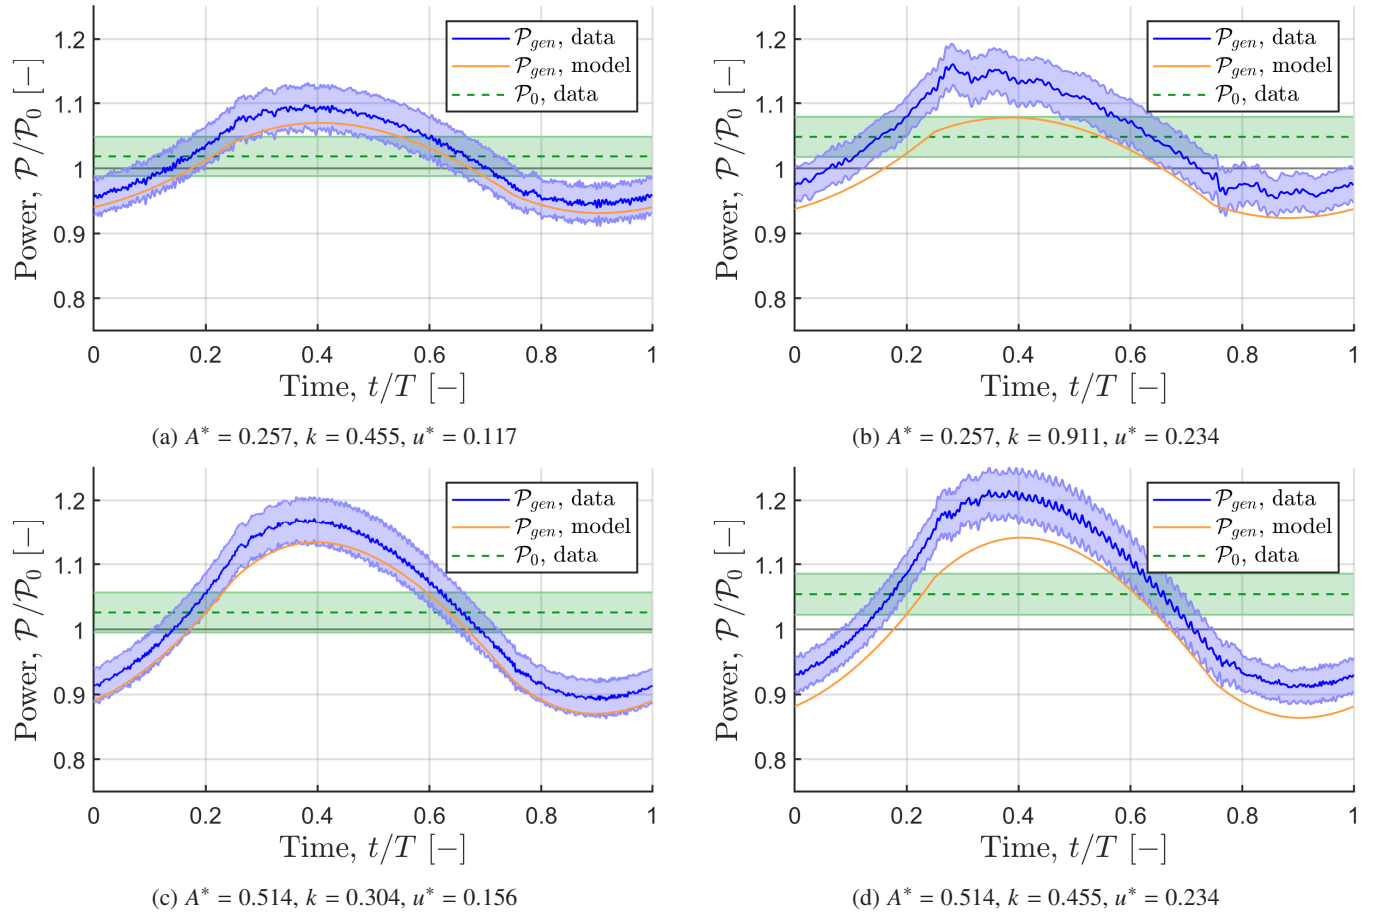 1.2
1.1
1
0.9
0.8
Power, 𝒫/𝒫₀ [−]
𝒫gen, data
𝒫gen, model
𝒫₀, data
0 0.2 0.4 0.6 0.8 1
Time, t/T [−]
(a) A* = 0.257, k = 0.455, u* = 0.117
1.2
1.1
1
0.9
0.8
Power, 𝒫/𝒫₀ [−]
𝒫gen, data
𝒫gen, model
𝒫₀, data
0 0.2 0.4 0.6 0.8 1
Time, t/T [−]
(b) A* = 0.257, k = 0.911, u* = 0.234
1.2
1.1
1
0.9
0.8
Power, 𝒫/𝒫₀ [−]
𝒫gen, data
𝒫gen, model
𝒫₀, data
0 0.2 0.4 0.6 0.8 1
Time, t/T [−]
(c) A* = 0.514, k = 0.304, u* = 0.156
1.2
1.1
1
0.9
0.8
Power, 𝒫/𝒫₀ [−]
𝒫gen, data
𝒫gen, model
𝒫₀, data
0 0.2 0.4 0.6 0.8 1
Time, t/T [−]
(d) A* = 0.514, k = 0.455, u* = 0.234